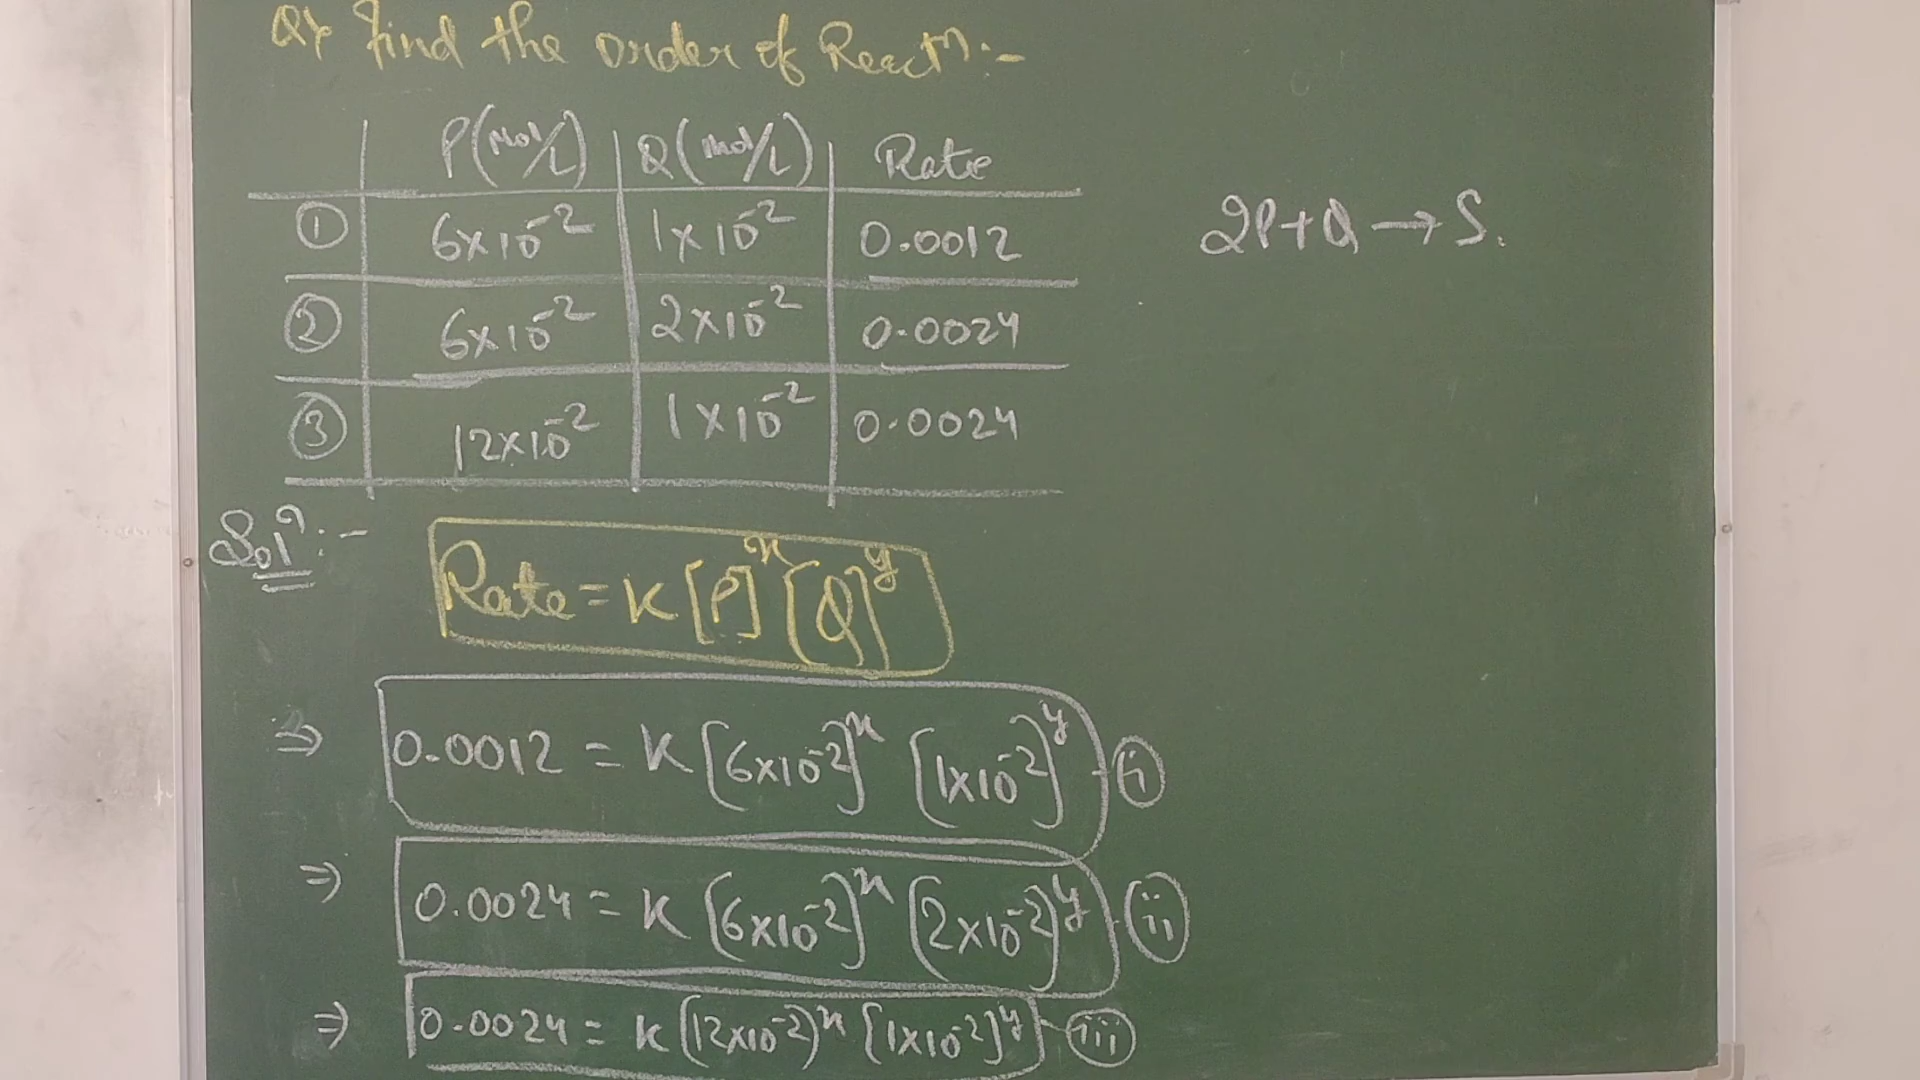 Q} find the order of Reactⁿ:-
P(Mol/L) Q(Mol/L) Rate
① 6×10⁻² 1×10⁻² 0.0012
② 6×10⁻² 2×10⁻² 0.0024
③ 12×10⁻² 1×10⁻² 0.0024
2P+Q → S.
Solⁿ:-
Rate = K[P]ˣ[Q]ʸ
⇒ 0.0012 = K[6×10⁻²]ˣ [1×10⁻²]ʸ - ⓘ
⇒ 0.0024 = K[6×10⁻²]ˣ [2×10⁻²]ʸ - (ii)
⇒ 0.0024 = K(12×10⁻²)ˣ [1×10⁻²]ʸ - (iii)